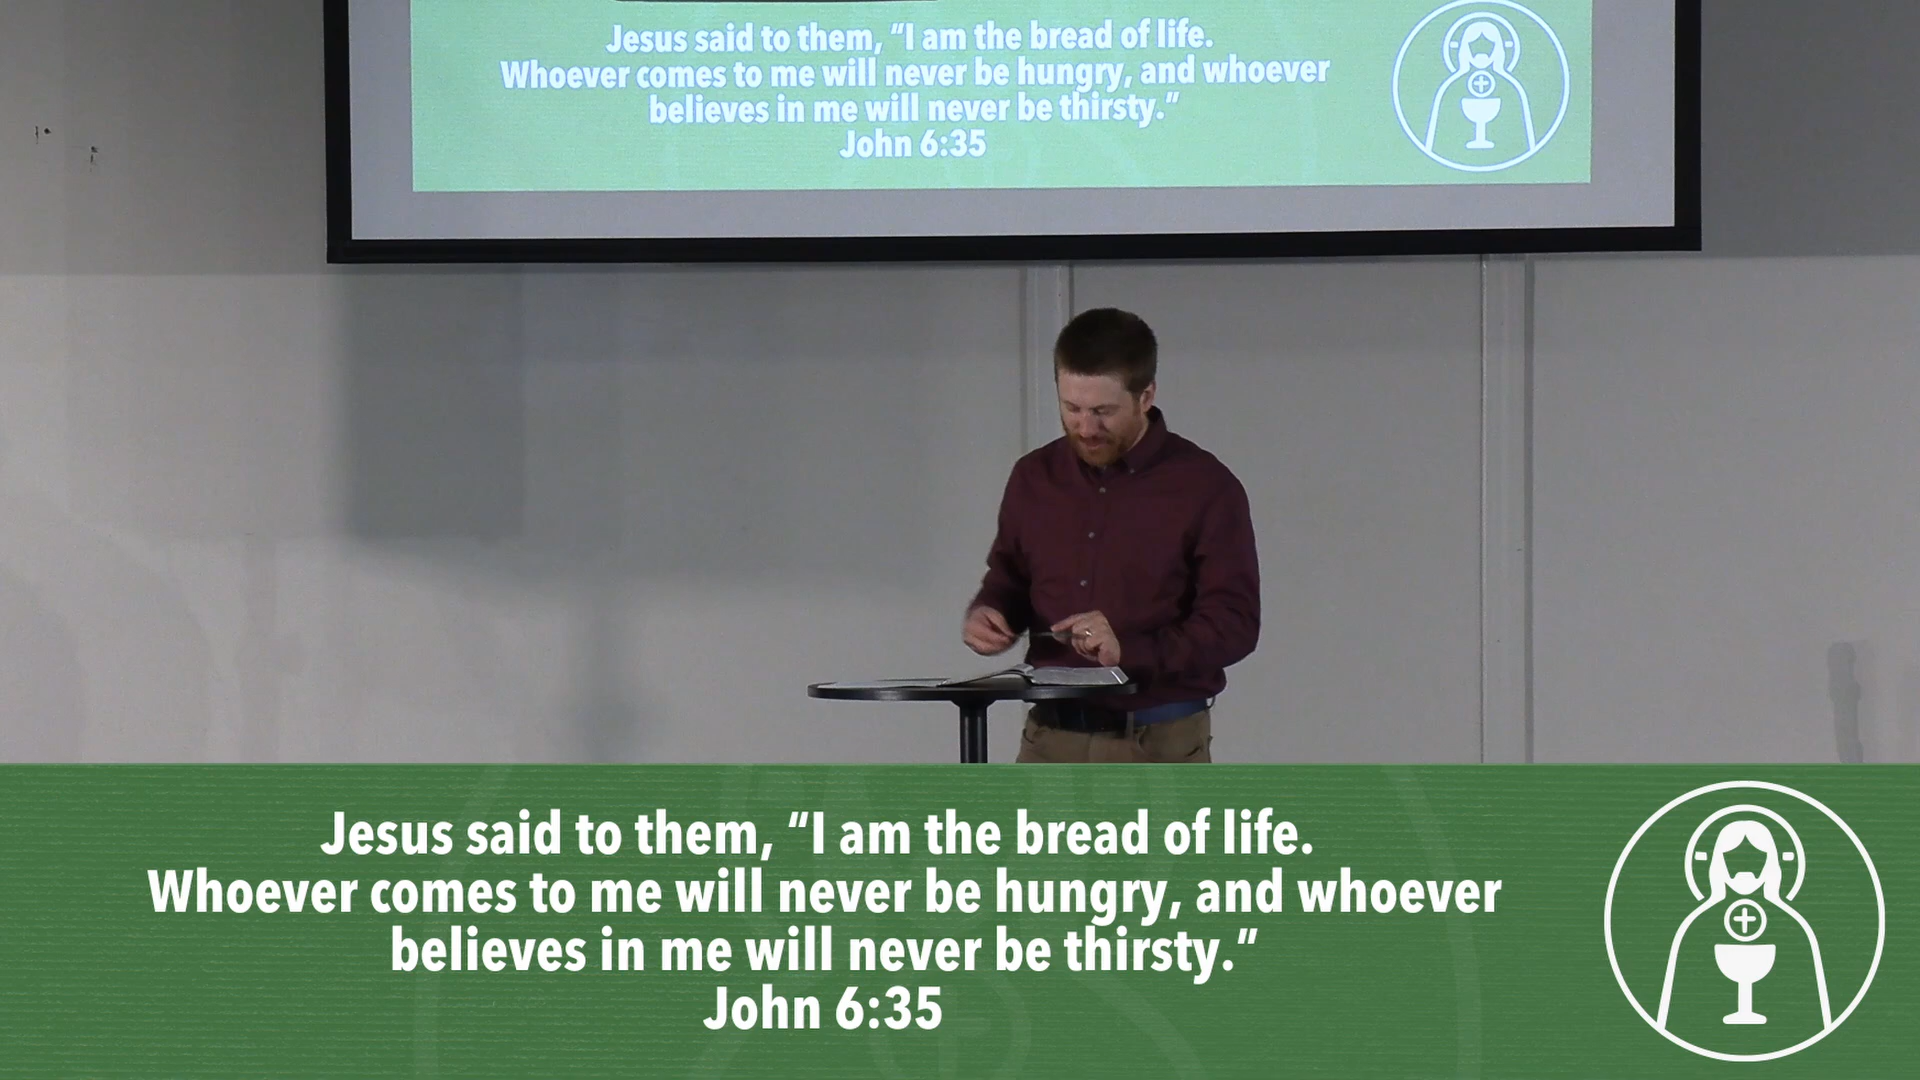 Jesus said to them, “I am the bread of life.
Whoever comes to me will never be hungry, and whoever
believes in me will never be thirsty.”
John 6:35
Jesus said to them, “I am the bread of life.
Whoever comes to me will never be hungry, and whoever
believes in me will never be thirsty.”
John 6:35